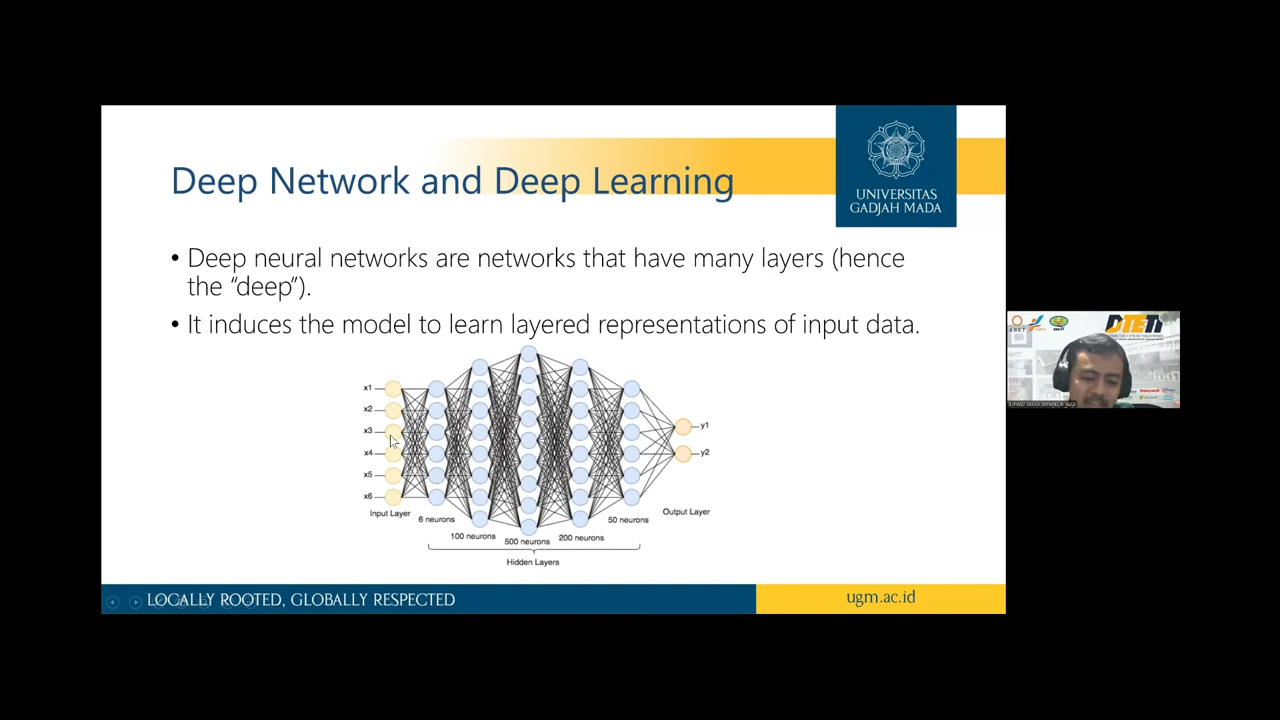 UNIVERSITAS
GADJAH MADA
Deep Network and Deep Learning
• Deep neural networks are networks that have many layers (hence
the “deep”).
• It induces the model to learn layered representations of input data.
x1
x2
x3
x4
x5
x6
y1
y2
Input Layer
6 neurons
100 neurons
500 neurons
200 neurons
50 neurons
Output Layer
Hidden Layers
LOCALLY ROOTED, GLOBALLY RESPECTED
ugm.ac.id
DTETI